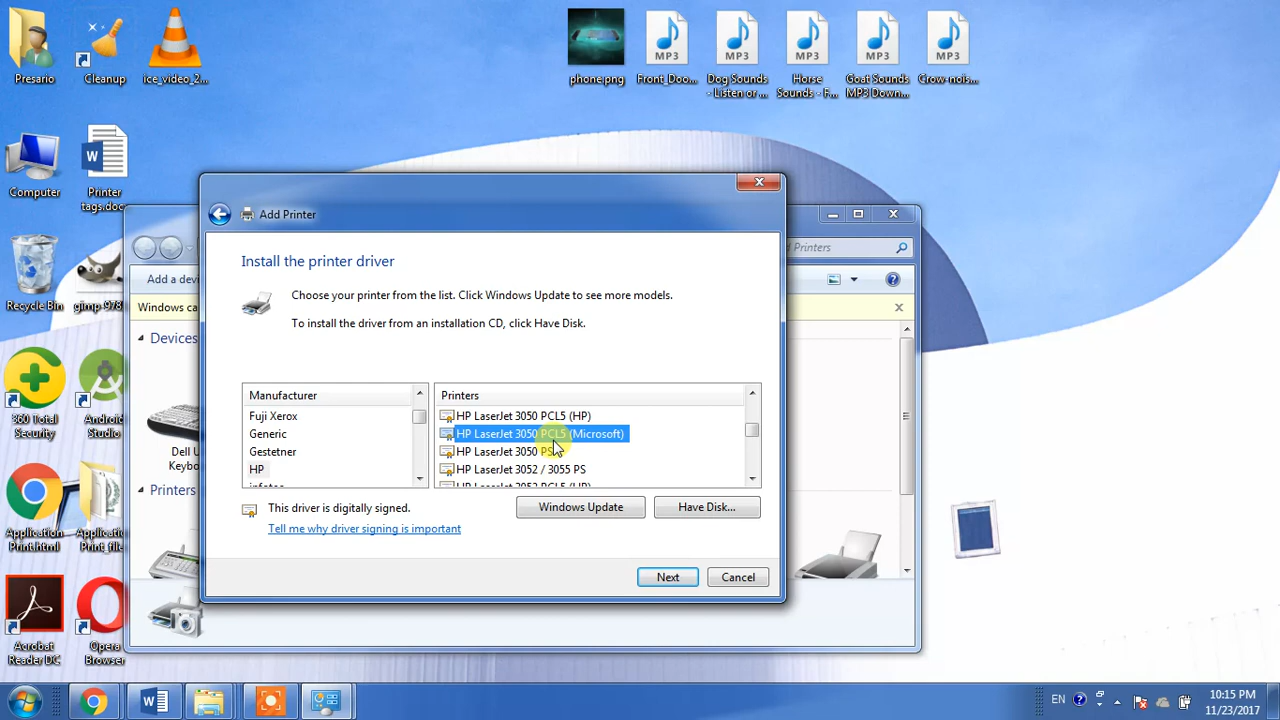 Presario
Cleanup
ice_video_2...
phone.png
Front_Doo...
Dog Sounds
- Listen or ...
Horse
Sounds - F...
Goat Sounds
MP3 Down...
Crow-nois...
MP3
MP3
MP3
MP3
MP3
Computer
Printer
tags.doc
Recycle Bin
gimp-978
360 Total
Security
Android
Studio
Application
Print.html
Application
Print_file
Acrobat
Reader DC
Opera
Browser
Printers
Add a devi
Windows ca
Devices
Dell U
Keybo
Printers
Add Printer
Install the printer driver
Choose your printer from the list. Click Windows Update to see more models.
To install the driver from an installation CD, click Have Disk.
Manufacturer
Fuji Xerox
Generic
Gestetner
HP
infotec
Printers
HP LaserJet 3050 PCL5 (HP)
HP LaserJet 3050 PCL5 (Microsoft)
HP LaserJet 3050 PS
HP LaserJet 3052 / 3055 PS
HP LaserJet 3052 PCL5 (HP)
This driver is digitally signed.
Tell me why driver signing is important
Windows Update
Have Disk...
Next
Cancel
EN
10:15 PM
11/23/2017